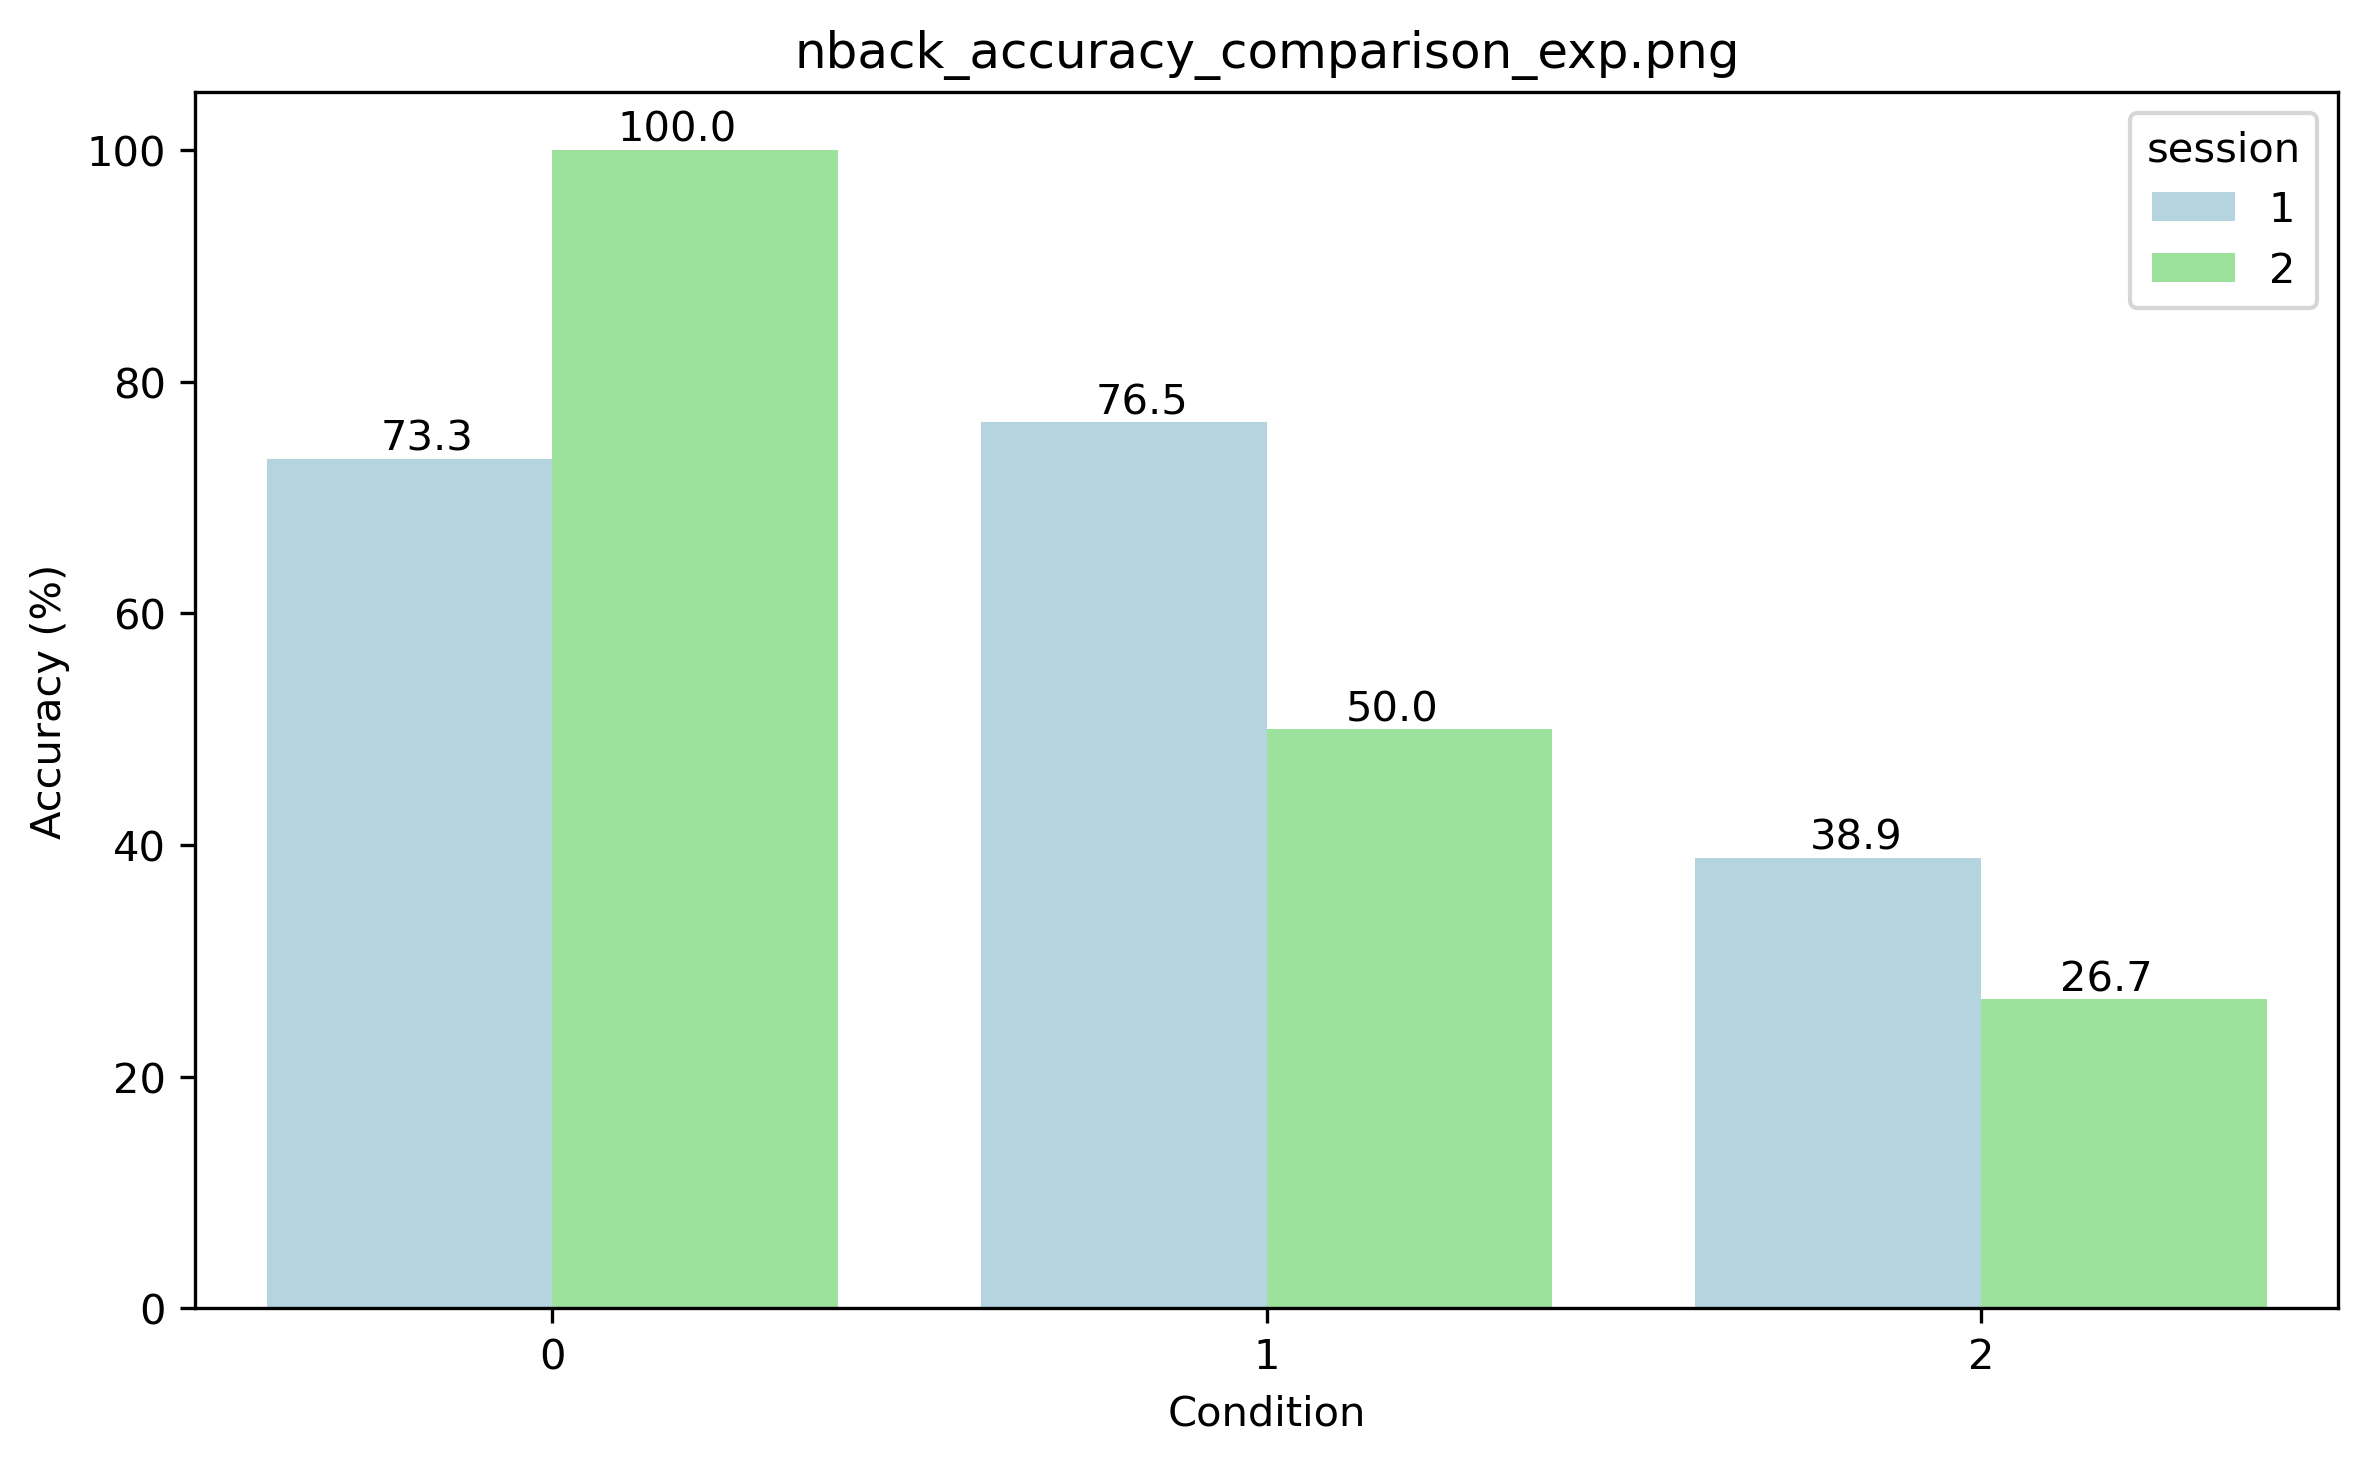 nback_accuracy_comparison_exp.png
session
1
2
100.0
73.3
76.5
50.0
38.9
26.7
Accuracy (%)
100
80
60
40
20
0
0 1 2
Condition